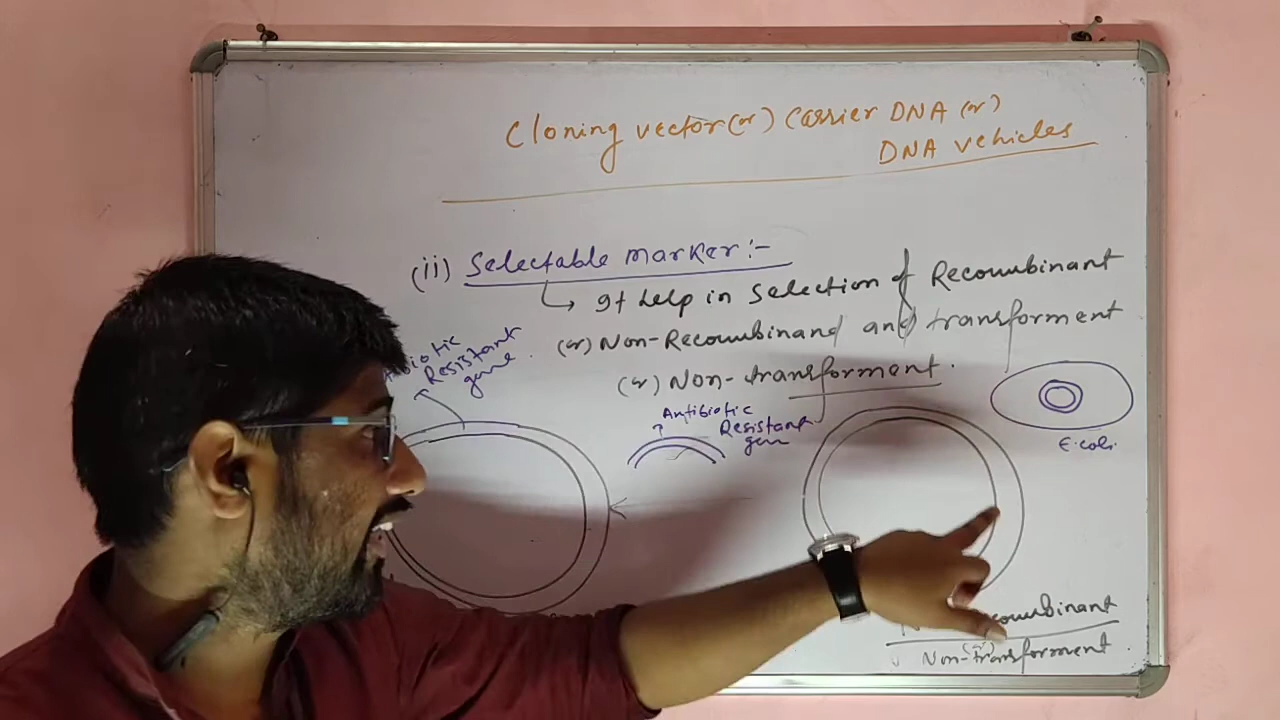 Cloning vector (or) Carrier DNA (or)
DNA vehicles
(ii) Selectable marker :-
It help in selection of Recombinant
(or) Non-Recombinand and transforment
(or) Non-transforment.
Resistant
gene
Antibiotic
Resistant
gen
E.coli.
Non-transforment